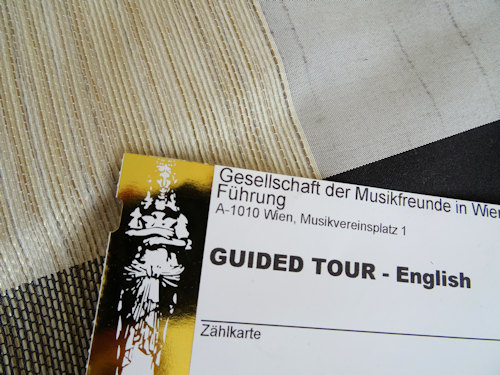 Gesellschaft der Musikfreunde in Wien
Führung
A-1010 Wien, Musikvereinsplatz 1
GUIDED TOUR - English
Zählkarte